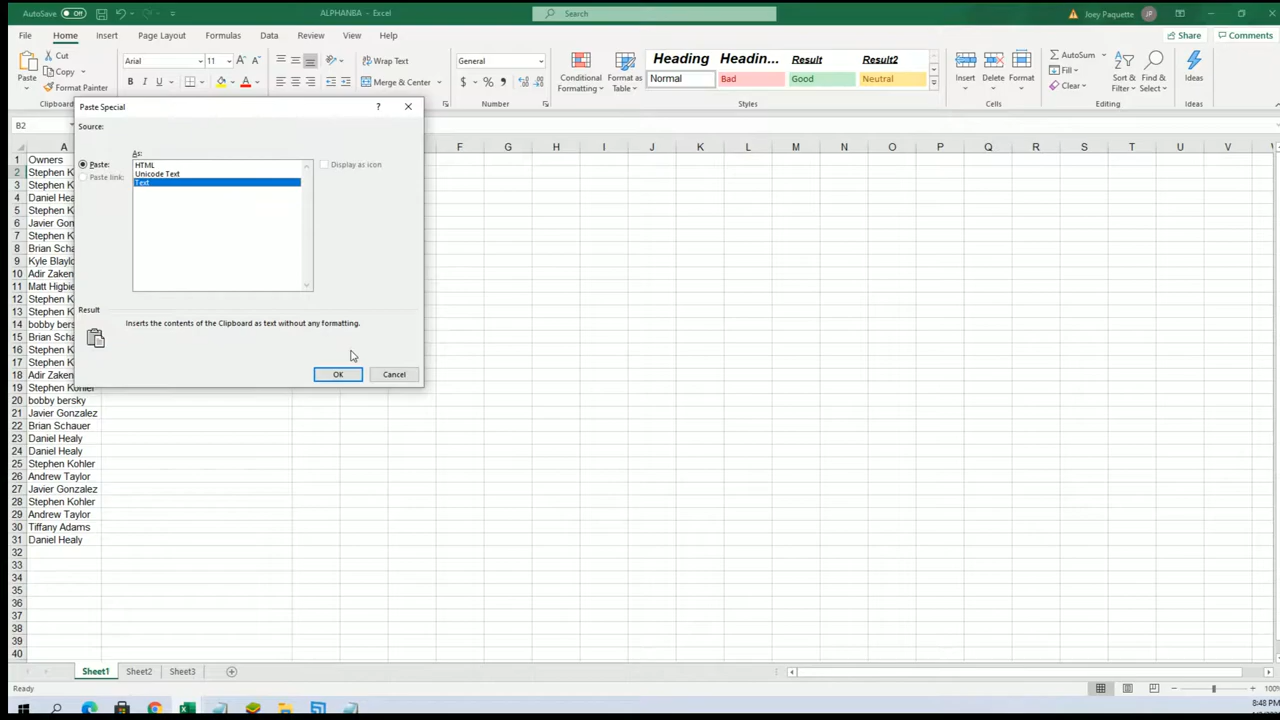 AutoSave Off
ALPHANBA - Excel
Search
Joey Paquette JP
File Home Insert Page Layout Formulas Data Review View Help
Share Comments
Paste Cut Copy Format Painter
Arial 11
B I U
Wrap Text
Merge & Center
General
Conditional Formatting
Format as Table
Heading Headin... Result Result2
Normal Bad Good Neutral
Insert Delete Format
AutoSum Fill Clear
Sort & Filter
Find & Select
Ideas
Number Styles Cells Editing Ideas
B2
Paste Special
Source:
As:
Paste:
Paste link:
HTML
Unicode Text
Text
Display as icon
Result
Inserts the contents of the Clipboard as text without any formatting.
OK Cancel
A F G H I J K L M N O P Q R S T U V
1 Owners
2 Stephen K
3 Stephen K
4 Daniel Hea
5 Stephen K
6 Javier Gon
7 Stephen K
8 Brian Scha
9 Kyle Blaylo
10 Adir Zaken
11 Matt Higbie
12 Stephen K
13 Stephen K
14 bobby bers
15 Brian Scha
16 Stephen K
17 Stephen K
18 Adir Zaken
19 Stephen Kohler
20 bobby bersky
21 Javier Gonzalez
22 Brian Schauer
23 Daniel Healy
24 Daniel Healy
25 Stephen Kohler
26 Andrew Taylor
27 Javier Gonzalez
28 Stephen Kohler
29 Andrew Taylor
30 Tiffany Adams
31 Daniel Healy
32
33
34
35
36
37
38
39
40
Sheet1 Sheet2 Sheet3
Ready
100%
8:48 PM